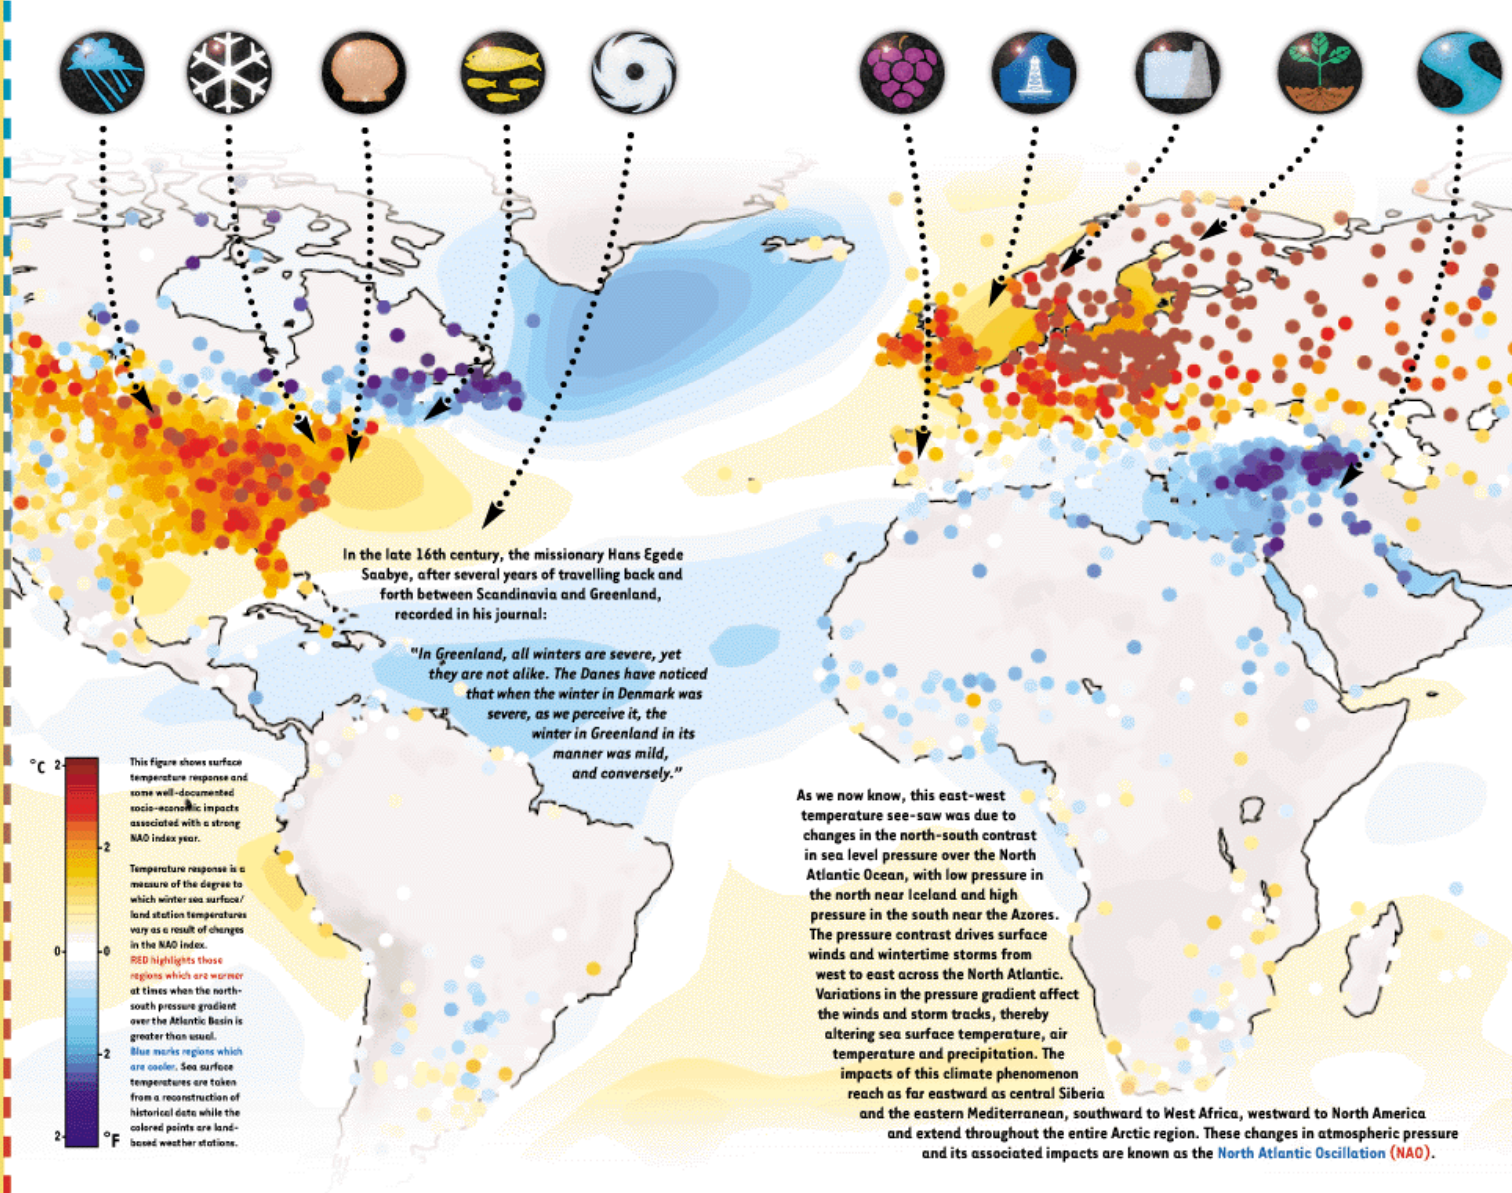 In the late 16th century, the missionary Hans Egede
Saabye, after several years of travelling back and
forth between Scandinavia and Greenland,
recorded in his journal:
"In Greenland, all winters are severe, yet
they are not alike. The Danes have noticed
that when the winter in Denmark was
severe, as we perceive it, the
winter in Greenland in its
manner was mild,
and conversely."
°C
2
2
0
0
2
2
°F
This figure shows surface
temperature response and
some well-documented
socio-economic impacts
associated with a strong
NAO index year.
Temperature response is a
measure of the degree to
which winter sea surface/
land station temperatures
vary as a result of changes
in the NAO index.
RED highlights those
regions which are warmer
at times when the north-
south pressure gradient
over the Atlantic Basin is
greater than usual.
Blue marks regions which
are cooler. Sea surface
temperatures are taken
from a reconstruction of
historical data while the
colored points are land-
based weather stations.
As we now know, this east-west
temperature see-saw was due to
changes in the north-south contrast
in sea level pressure over the North
Atlantic Ocean, with low pressure in
the north near Iceland and high
pressure in the south near the Azores.
The pressure contrast drives surface
winds and wintertime storms from
west to east across the North Atlantic.
Variations in the pressure gradient affect
the winds and storm tracks, thereby
altering sea surface temperature, air
temperature and precipitation. The
impacts of this climate phenomenon
reach as far eastward as central Siberia
and the eastern Mediterranean, southward to West Africa, westward to North America
and extend throughout the entire Arctic region. These changes in atmospheric pressure
and its associated impacts are known as the North Atlantic Oscillation (NAO).